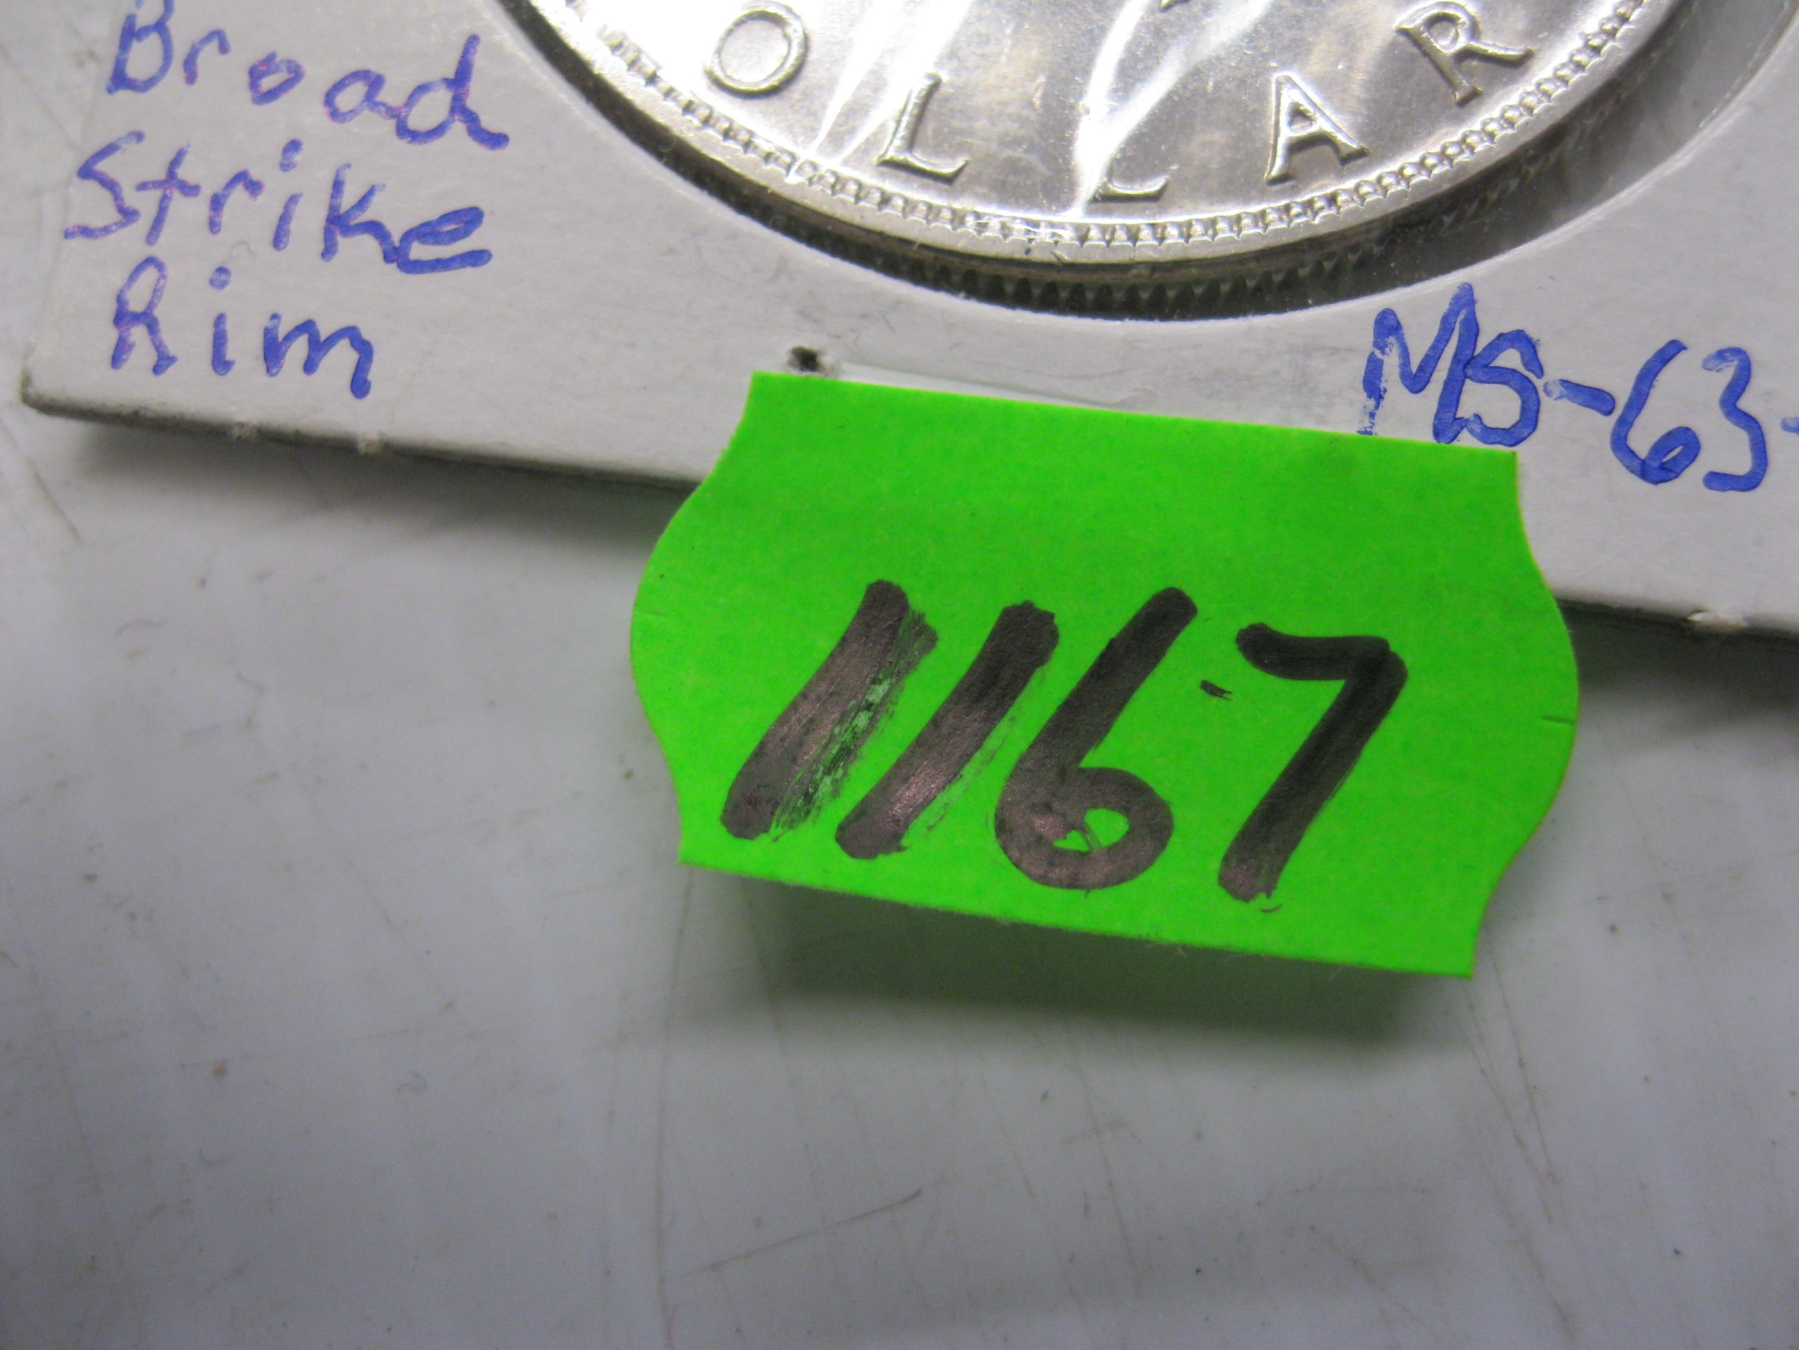 Broad
Strike
Rim
OLLAR
MS-63-
1167